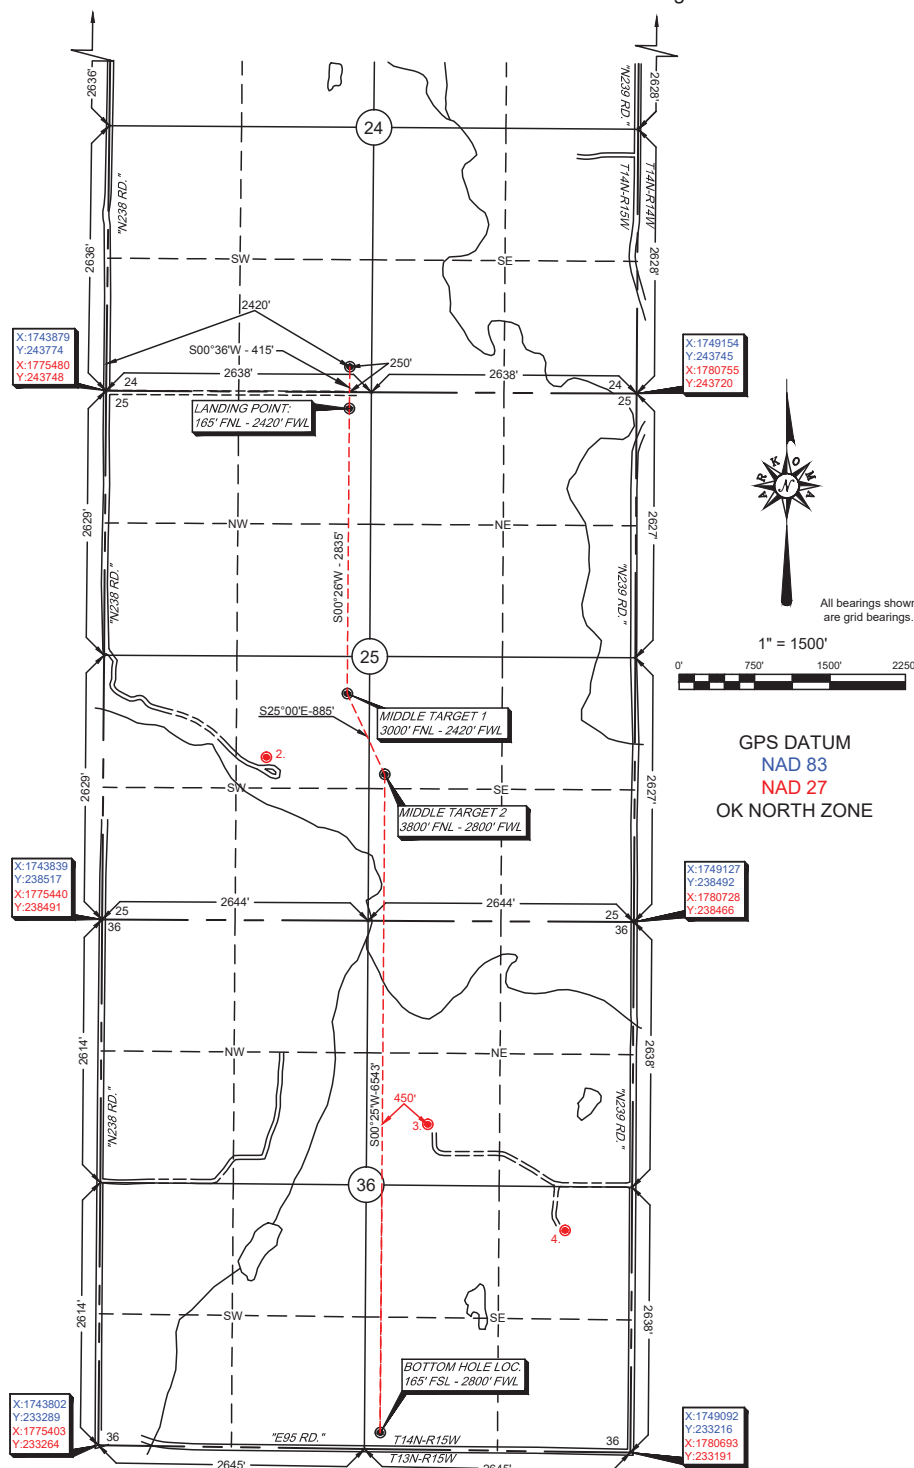 2636'
2628'
"N239 RD."
24
"N238 RD."
T14N-R15W
T14N-R14W
2636'
2628'
SW
SE
2420'
S00°36'W - 415'
250'
X:1743879
Y:243774
X:1775480
Y:243748
X:1749154
Y:243745
X:1780755
Y:243720
24
2638'
2638'
24
25
25
LANDING POINT:
165' FNL - 2420' FWL
A R K O M A
N
2629'
NW
NE
2627'
S00°26'W - 2835'
"N238 RD."
"N239 RD."
All bearings shown
are grid bearings.
1" = 1500'
0'
750'
1500'
2250
25
S25°00'E-885'
MIDDLE TARGET 1
3000' FNL - 2420' FWL
GPS DATUM
NAD 83
NAD 27
OK NORTH ZONE
2.
2629'
SW
SE
2627'
MIDDLE TARGET 2
3800' FNL - 2800' FWL
X:1743839
Y:238517
X:1775440
Y:238491
X:1749127
Y:238492
X:1780728
Y:238466
2644'
2644'
25
25
36
36
2614'
NW
NE
2638'
S00°25'W-6543'
"N238 RD."
"N239 RD."
450'
3.
36
4.
2614'
SW
SE
2638'
BOTTOM HOLE LOC.
165' FSL - 2800' FWL
X:1743802
Y:233289
X:1775403
Y:233264
X:1749092
Y:233216
X:1780693
Y:233191
36
"E95 RD."
T14N-R15W
36
T13N-R15W
2645'
2645'